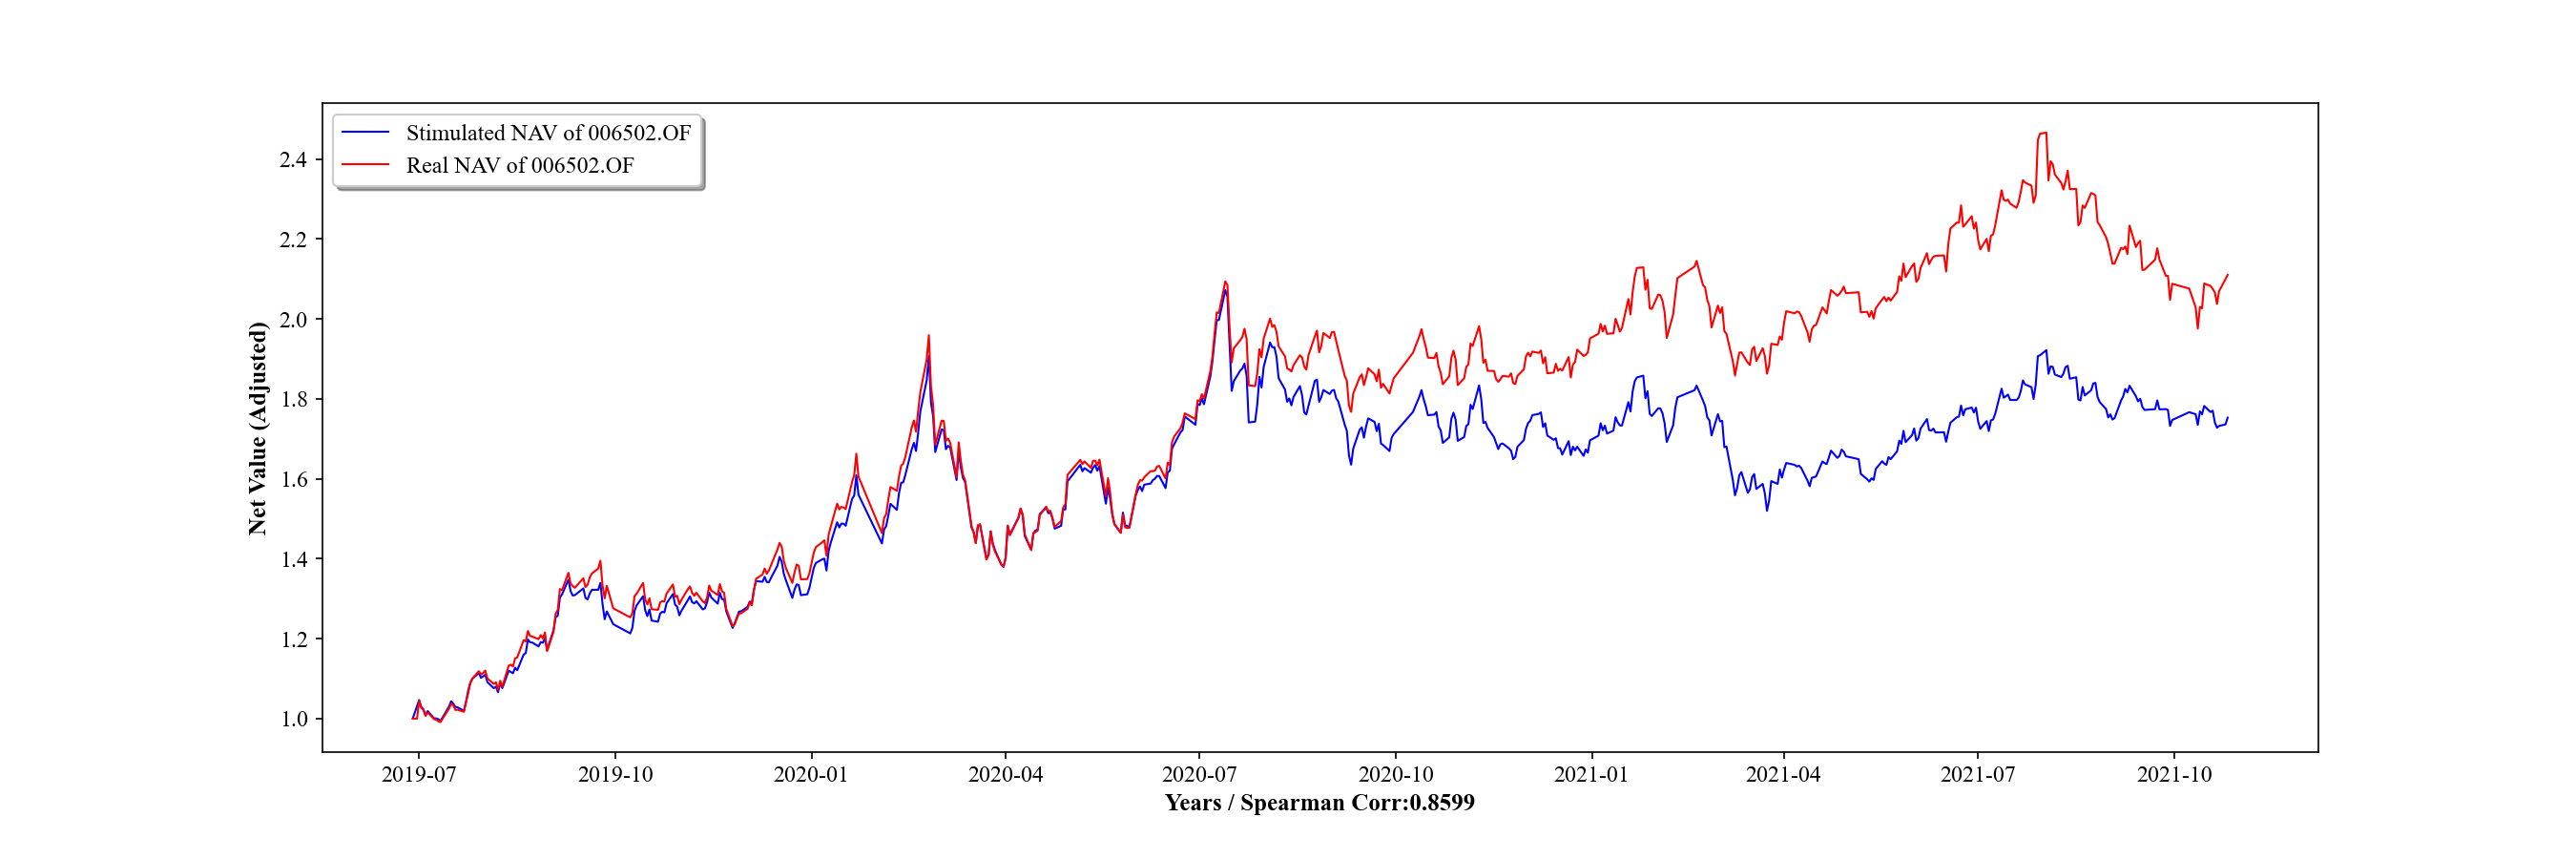 Stimulated NAV of 006502.OF
Real NAV of 006502.OF
2.4
2.2
2.0
1.8
1.6
1.4
1.2
1.0
Net Value (Adjusted)
2019-07 2019-10 2020-01 2020-04 2020-07 2020-10 2021-01 2021-04 2021-07 2021-10
Years / Spearman Corr:0.8599